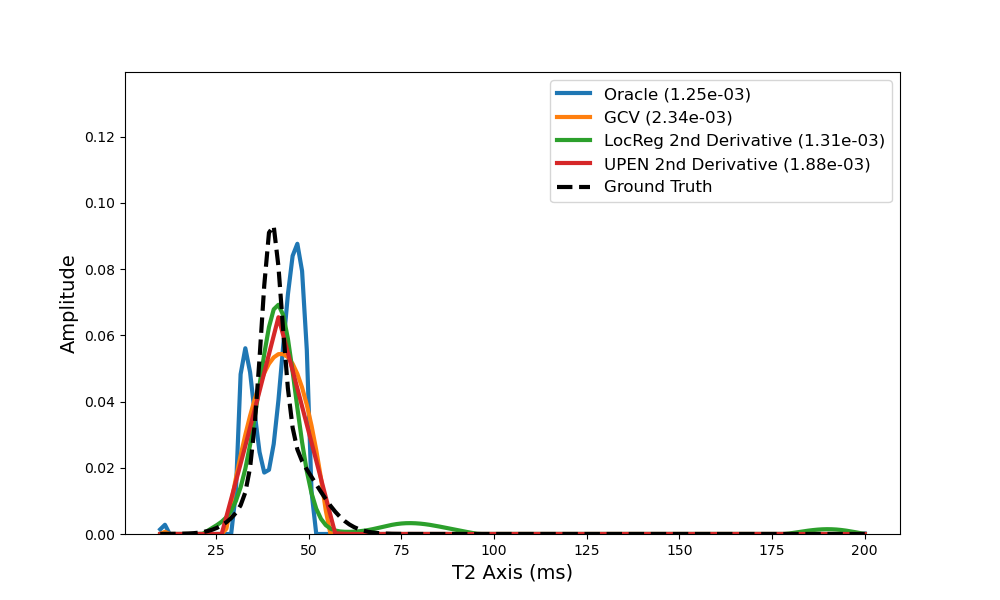 Oracle (1.25e-03)
GCV (2.34e-03)
LocReg 2nd Derivative (1.31e-03)
UPEN 2nd Derivative (1.88e-03)
Ground Truth
0.12
0.10
0.08
0.06
0.04
0.02
0.00
Amplitude
25 50 75 100 125 150 175 200
T2 Axis (ms)